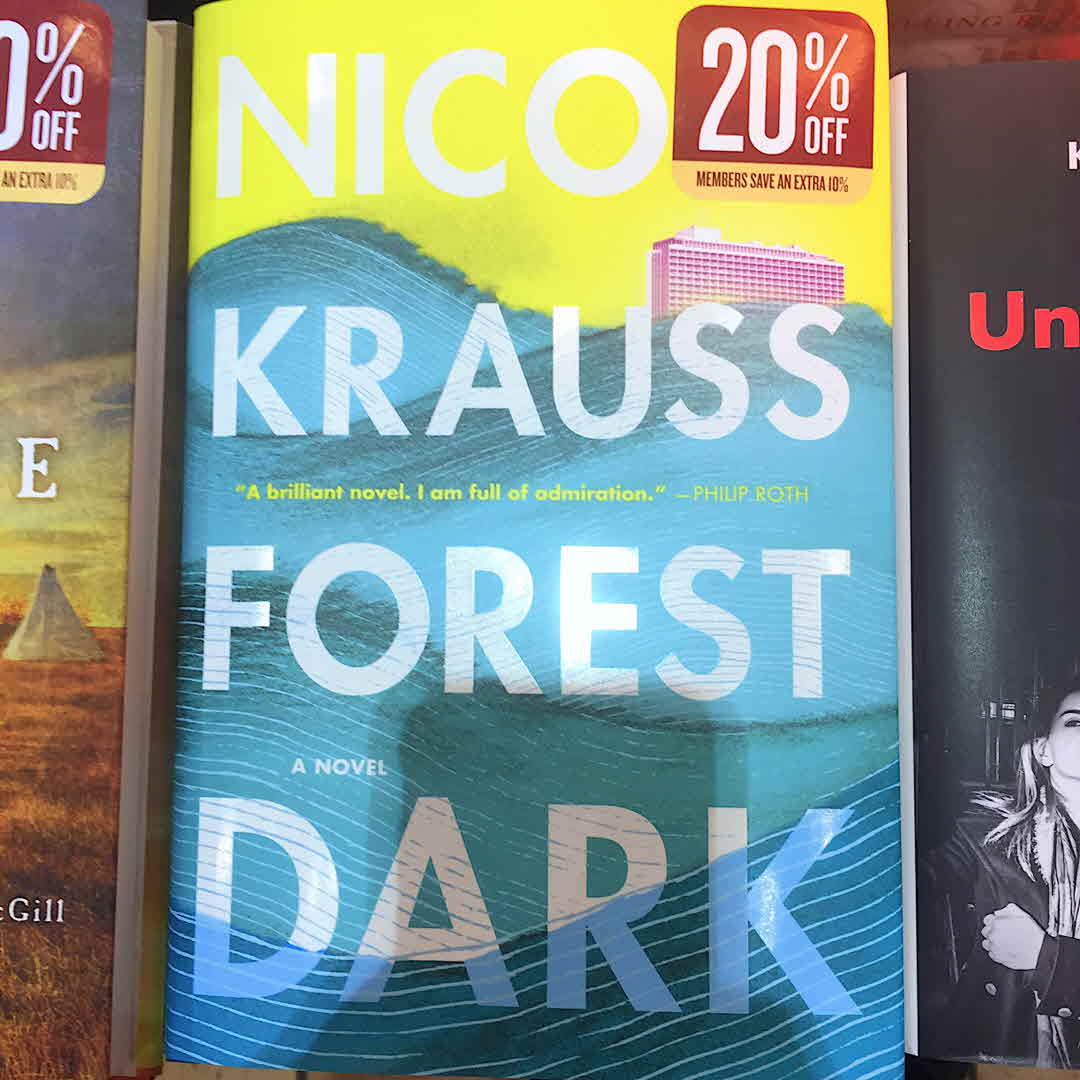 0%
OFF
AN EXTRA 10%
E
cGill
NICO
20%
OFF
MEMBERS SAVE AN EXTRA 10%
KRAUSS
"A brilliant novel. I am full of admiration." —PHILIP ROTH
FOREST
A NOVEL
DARK
K
Un